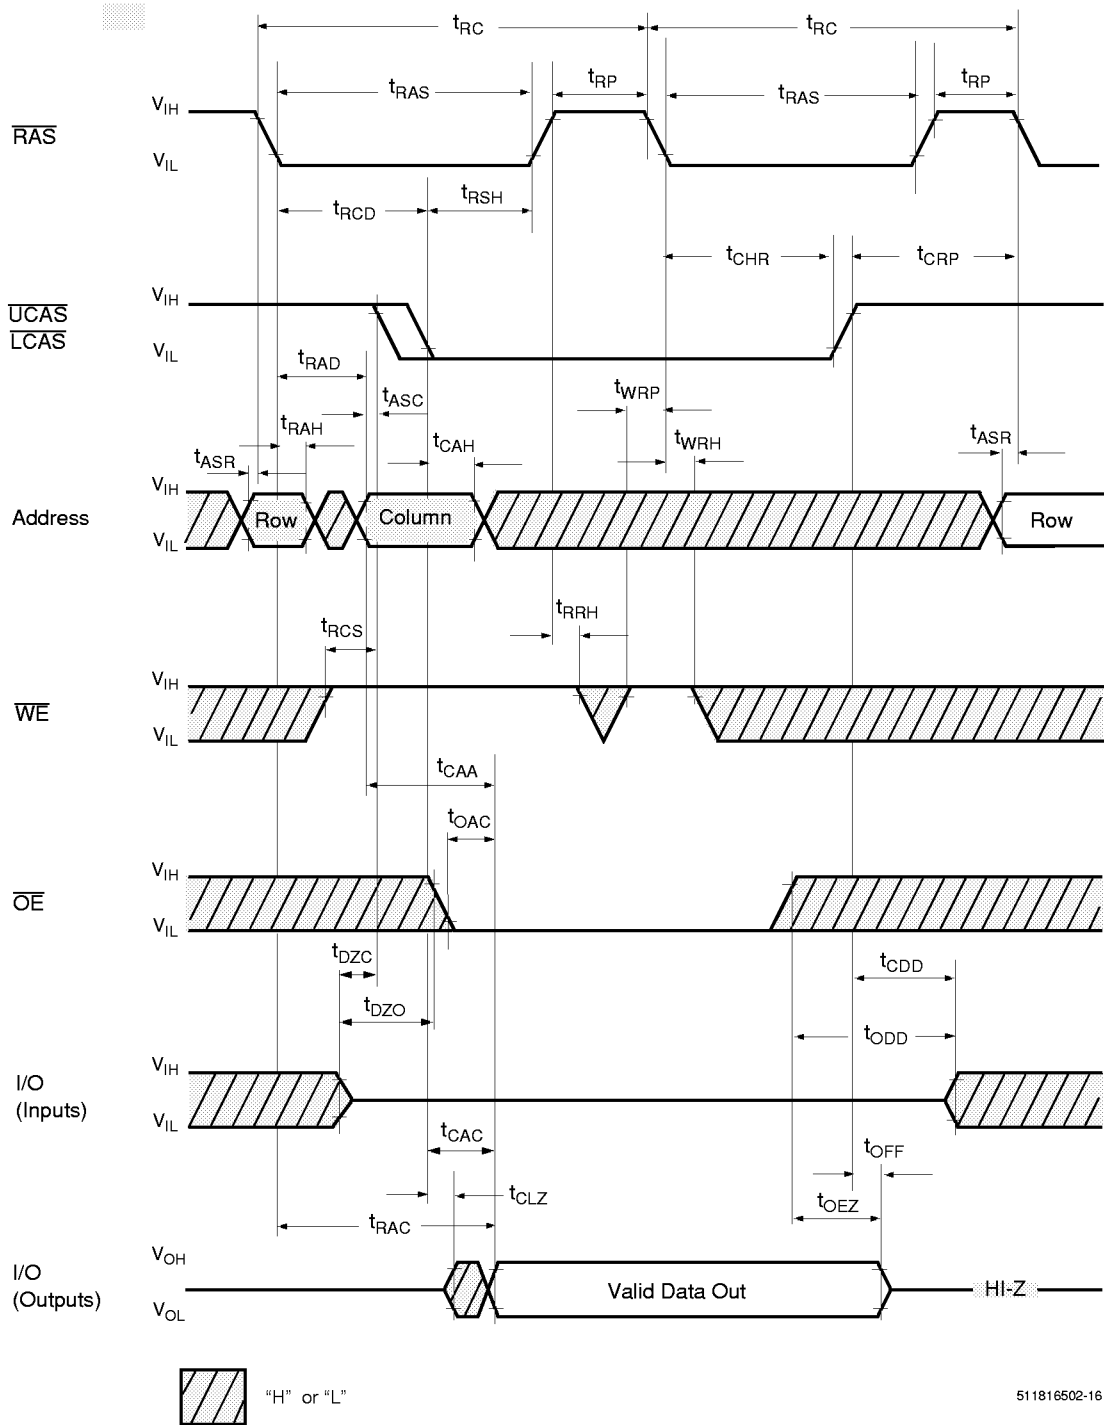 tRC tRC
tRAS tRP tRAS tRP
VIH
RAS
VIL
tRCD tRSH
tCHR tCRP
VIH
UCAS
LCAS
VIL
tRAD
tASC tWRP
tRAH tCAH tWRH tASR
tASR
VIH
Address Row Column Row
VIL
tRRH
tRCS
VIH
WE
VIL
tCAA
tOAC
VIH
OE
VIL
tDZC tCDD
tDZO tODD
VIH
I/O
(Inputs)
VIL
tCAC tOFF
tCLZ tOEZ
tRAC
VOH
I/O
(Outputs) Valid Data Out HI-Z
VOL
“H” or “L”
511816502-16